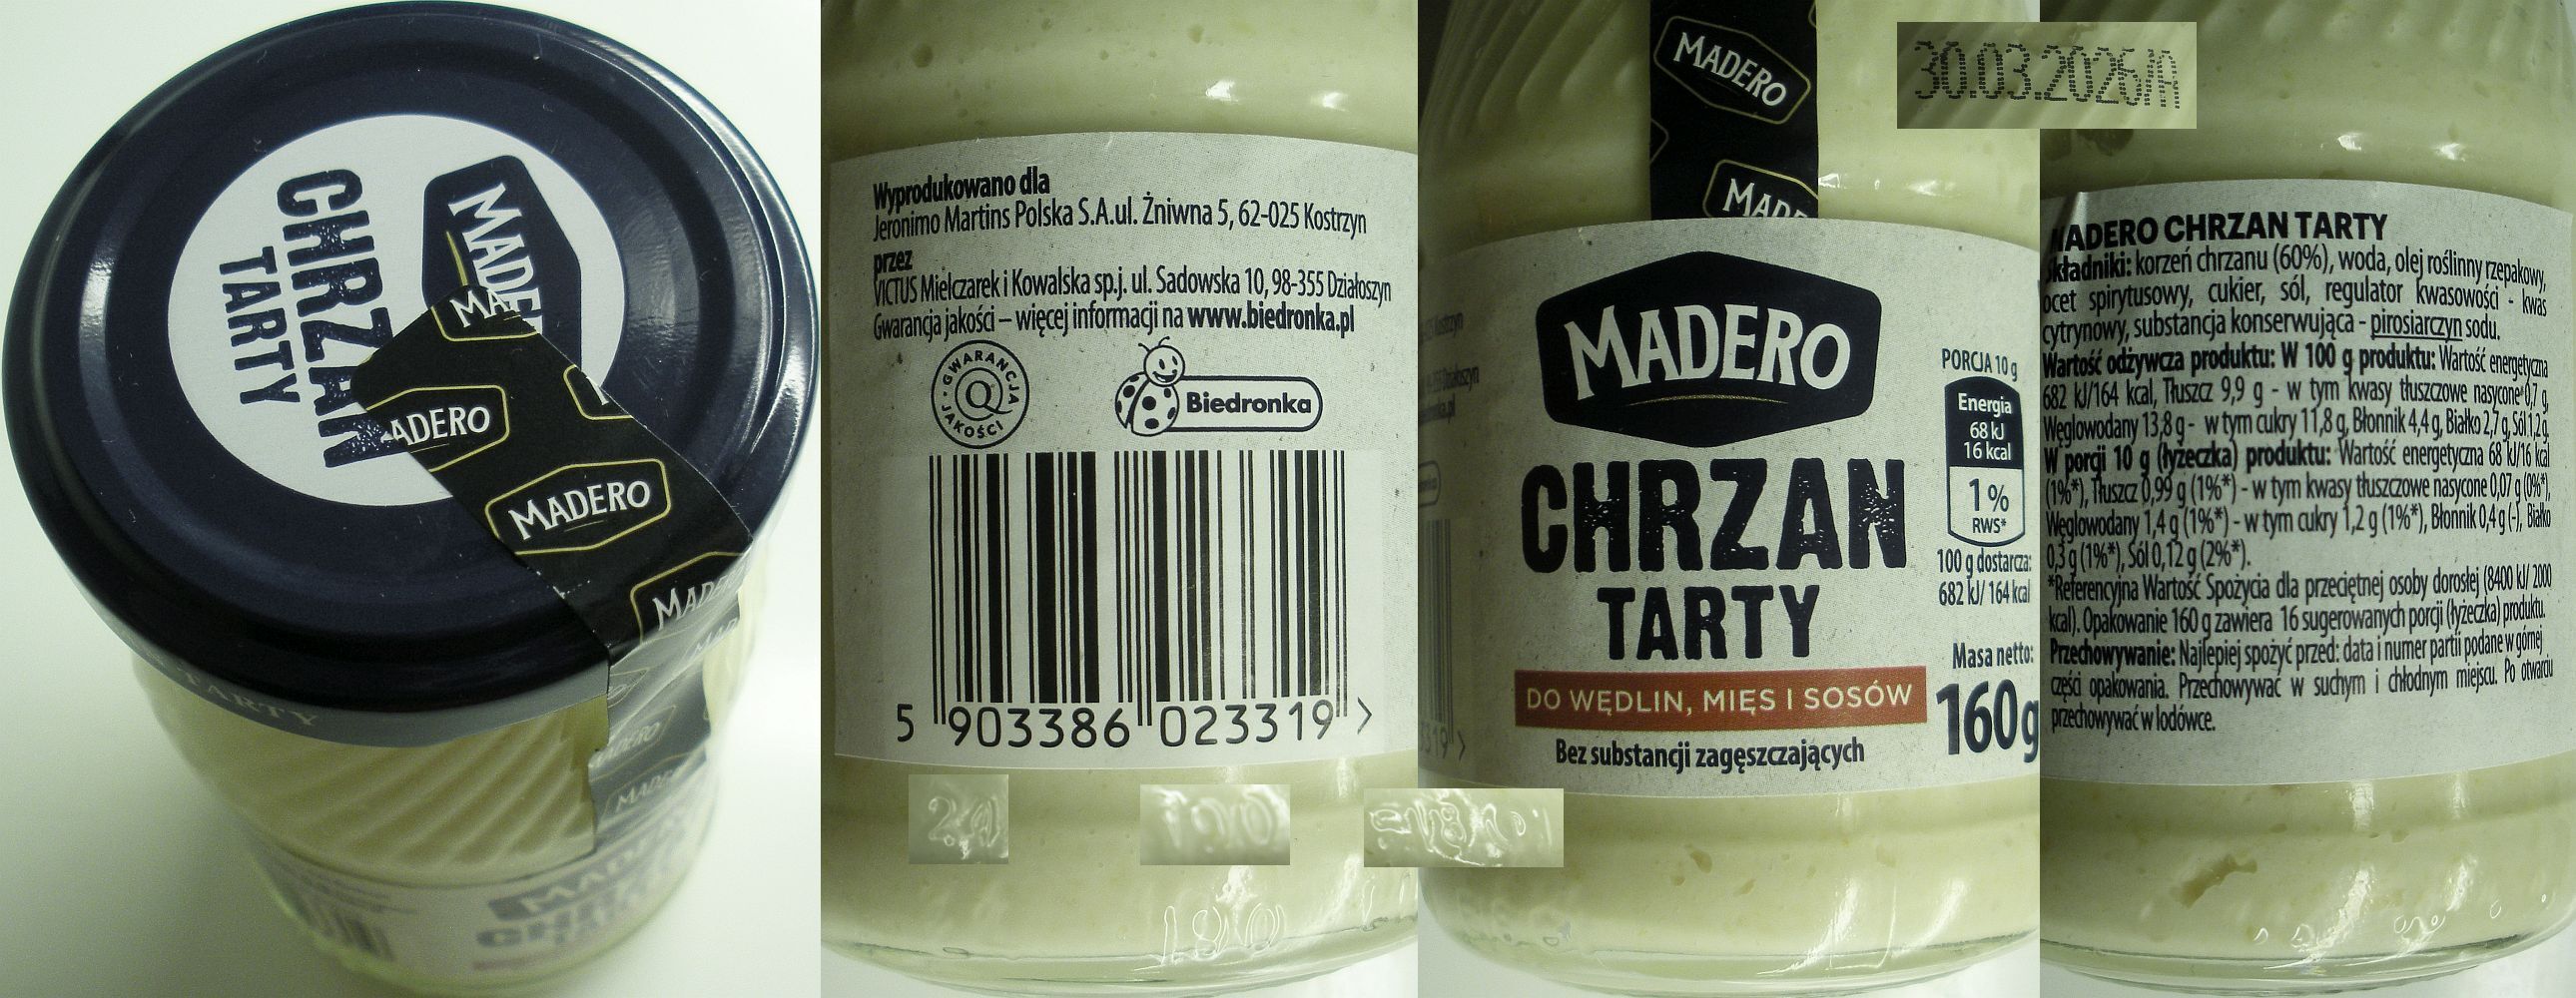 MADERO
CHRZAN
TARTY
MADERO
MADERO
Wyprodukowano dla
Jeronimo Martins Polska S.A.ul. Żniwna 5, 62-025 Kostrzyn
przez
VICTUS Mielczarek i Kowalska sp.j. ul. Sadowska 10, 98-355 Działoszyn
Gwarancja jakości – więcej informacji na www.biedronka.pl
GWARANCJA
Q
JAKOŚCI
Biedronka
5 903386 023319 >
MADERO
MADERO
CHRZAN
TARTY
DO WĘDLIN, MIĘS I SOSÓW
Bez substancji zagęszczających
PORCJA 10 g
Energia
68 kJ
16 kcal
1 %
RWS*
100 g dostarcza:
682 kJ/ 164 kcal
Masa netto:
160g
30.03.2026/A
MADERO CHRZAN TARTY
Składniki: korzeń chrzanu (60%), woda, olej roślinny rzepakowy,
ocet spirytusowy, cukier, sól, regulator kwasowości - kwas
cytrynowy, substancja konserwująca - pirosiarczyn sodu.
Wartość odżywcza produktu: W 100 g produktu: Wartość energetyczna
682 kJ/164 kcal, Tłuszcz 9,9 g - w tym kwasy tłuszczowe nasycone 0,7 g,
Węglowodany 13,8 g - w tym cukry 11,8 g, Błonnik 4,4 g, Białko 2,7 g, Sól 1,2 g.
W porcji 10 g (łyżeczka) produktu: Wartość energetyczna 68 kJ/16 kcal
(1%*), Tłuszcz 0,99 g (1%*) - w tym kwasy tłuszczowe nasycone 0,07 g (0%*),
Węglowodany 1,4 g (1%*) - w tym cukry 1,2 g (1%*), Błonnik 0,4 g (-), Białko
0,3 g (1%*), Sól 0,12 g (2%*).
*Referencyjna Wartość Spożycia dla przeciętnej osoby dorosłej (8400 kJ/ 2000
kcal). Opakowanie 160 g zawiera 16 sugerowanych porcji (łyżeczka) produktu.
Przechowywanie: Najlepiej spożyć przed: data i numer partii podane w górnej
części opakowania. Przechowywać w suchym i chłodnym miejscu. Po otwarciu
przechowywać w lodówce.